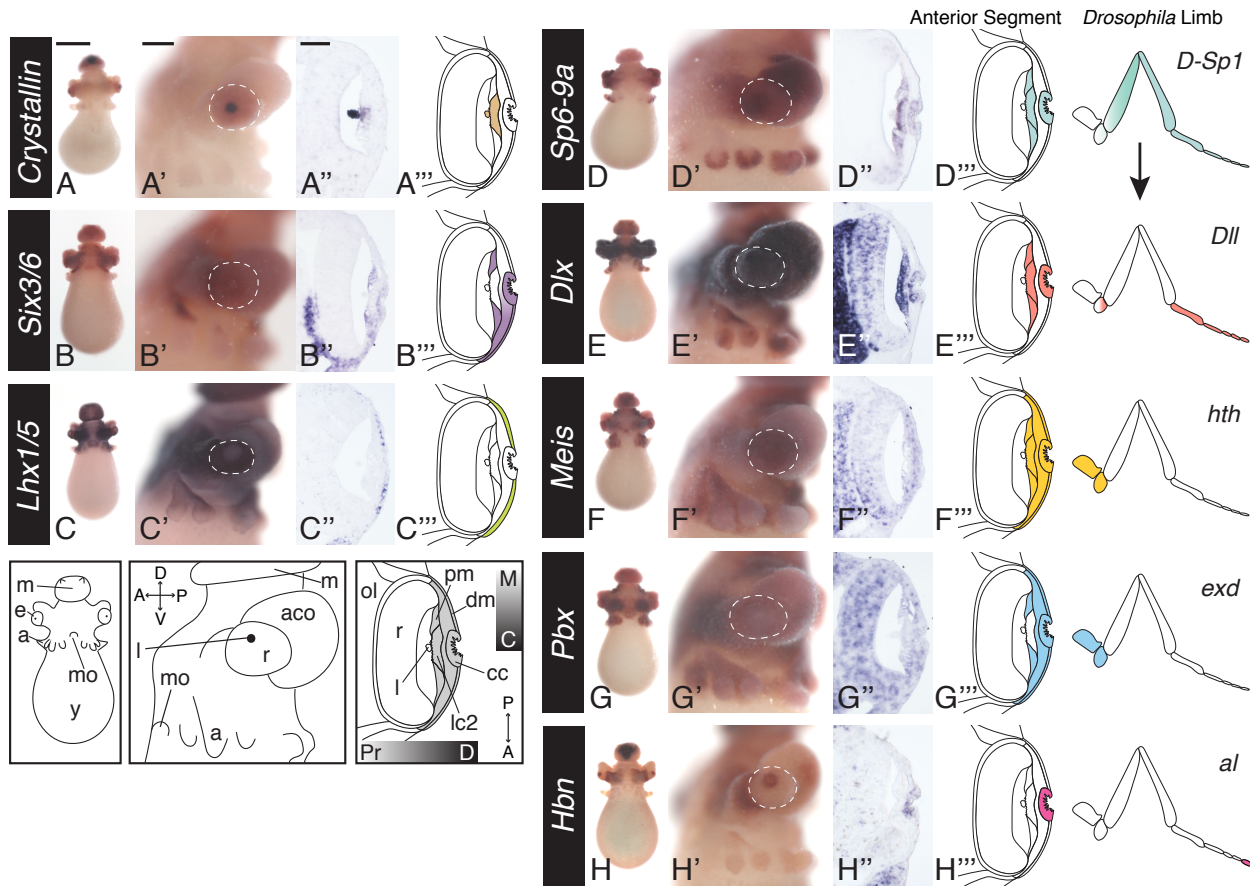 Anterior Segment
Drosophila Limb
Crystallin
A
A’
A’’
A’’’
Six3/6
B
B’
B’’
B’’’
Lhx1/5
C
C’
C’’
C’’’
m
e
a
mo
y
D
A
P
V
m
aco
l
r
mo
a
ol
pm
dm
M
C
r
l
cc
lc2
P
A
Pr
D
Sp6-9a
D
D’
D’’
D’’’
D-Sp1
Dlx
E
E’
E’’
E’’’
Dll
Meis
F
F’
F’’
F’’’
hth
Pbx
G
G’
G’’
G’’’
exd
Hbn
H
H’
H’’
H’’’
al